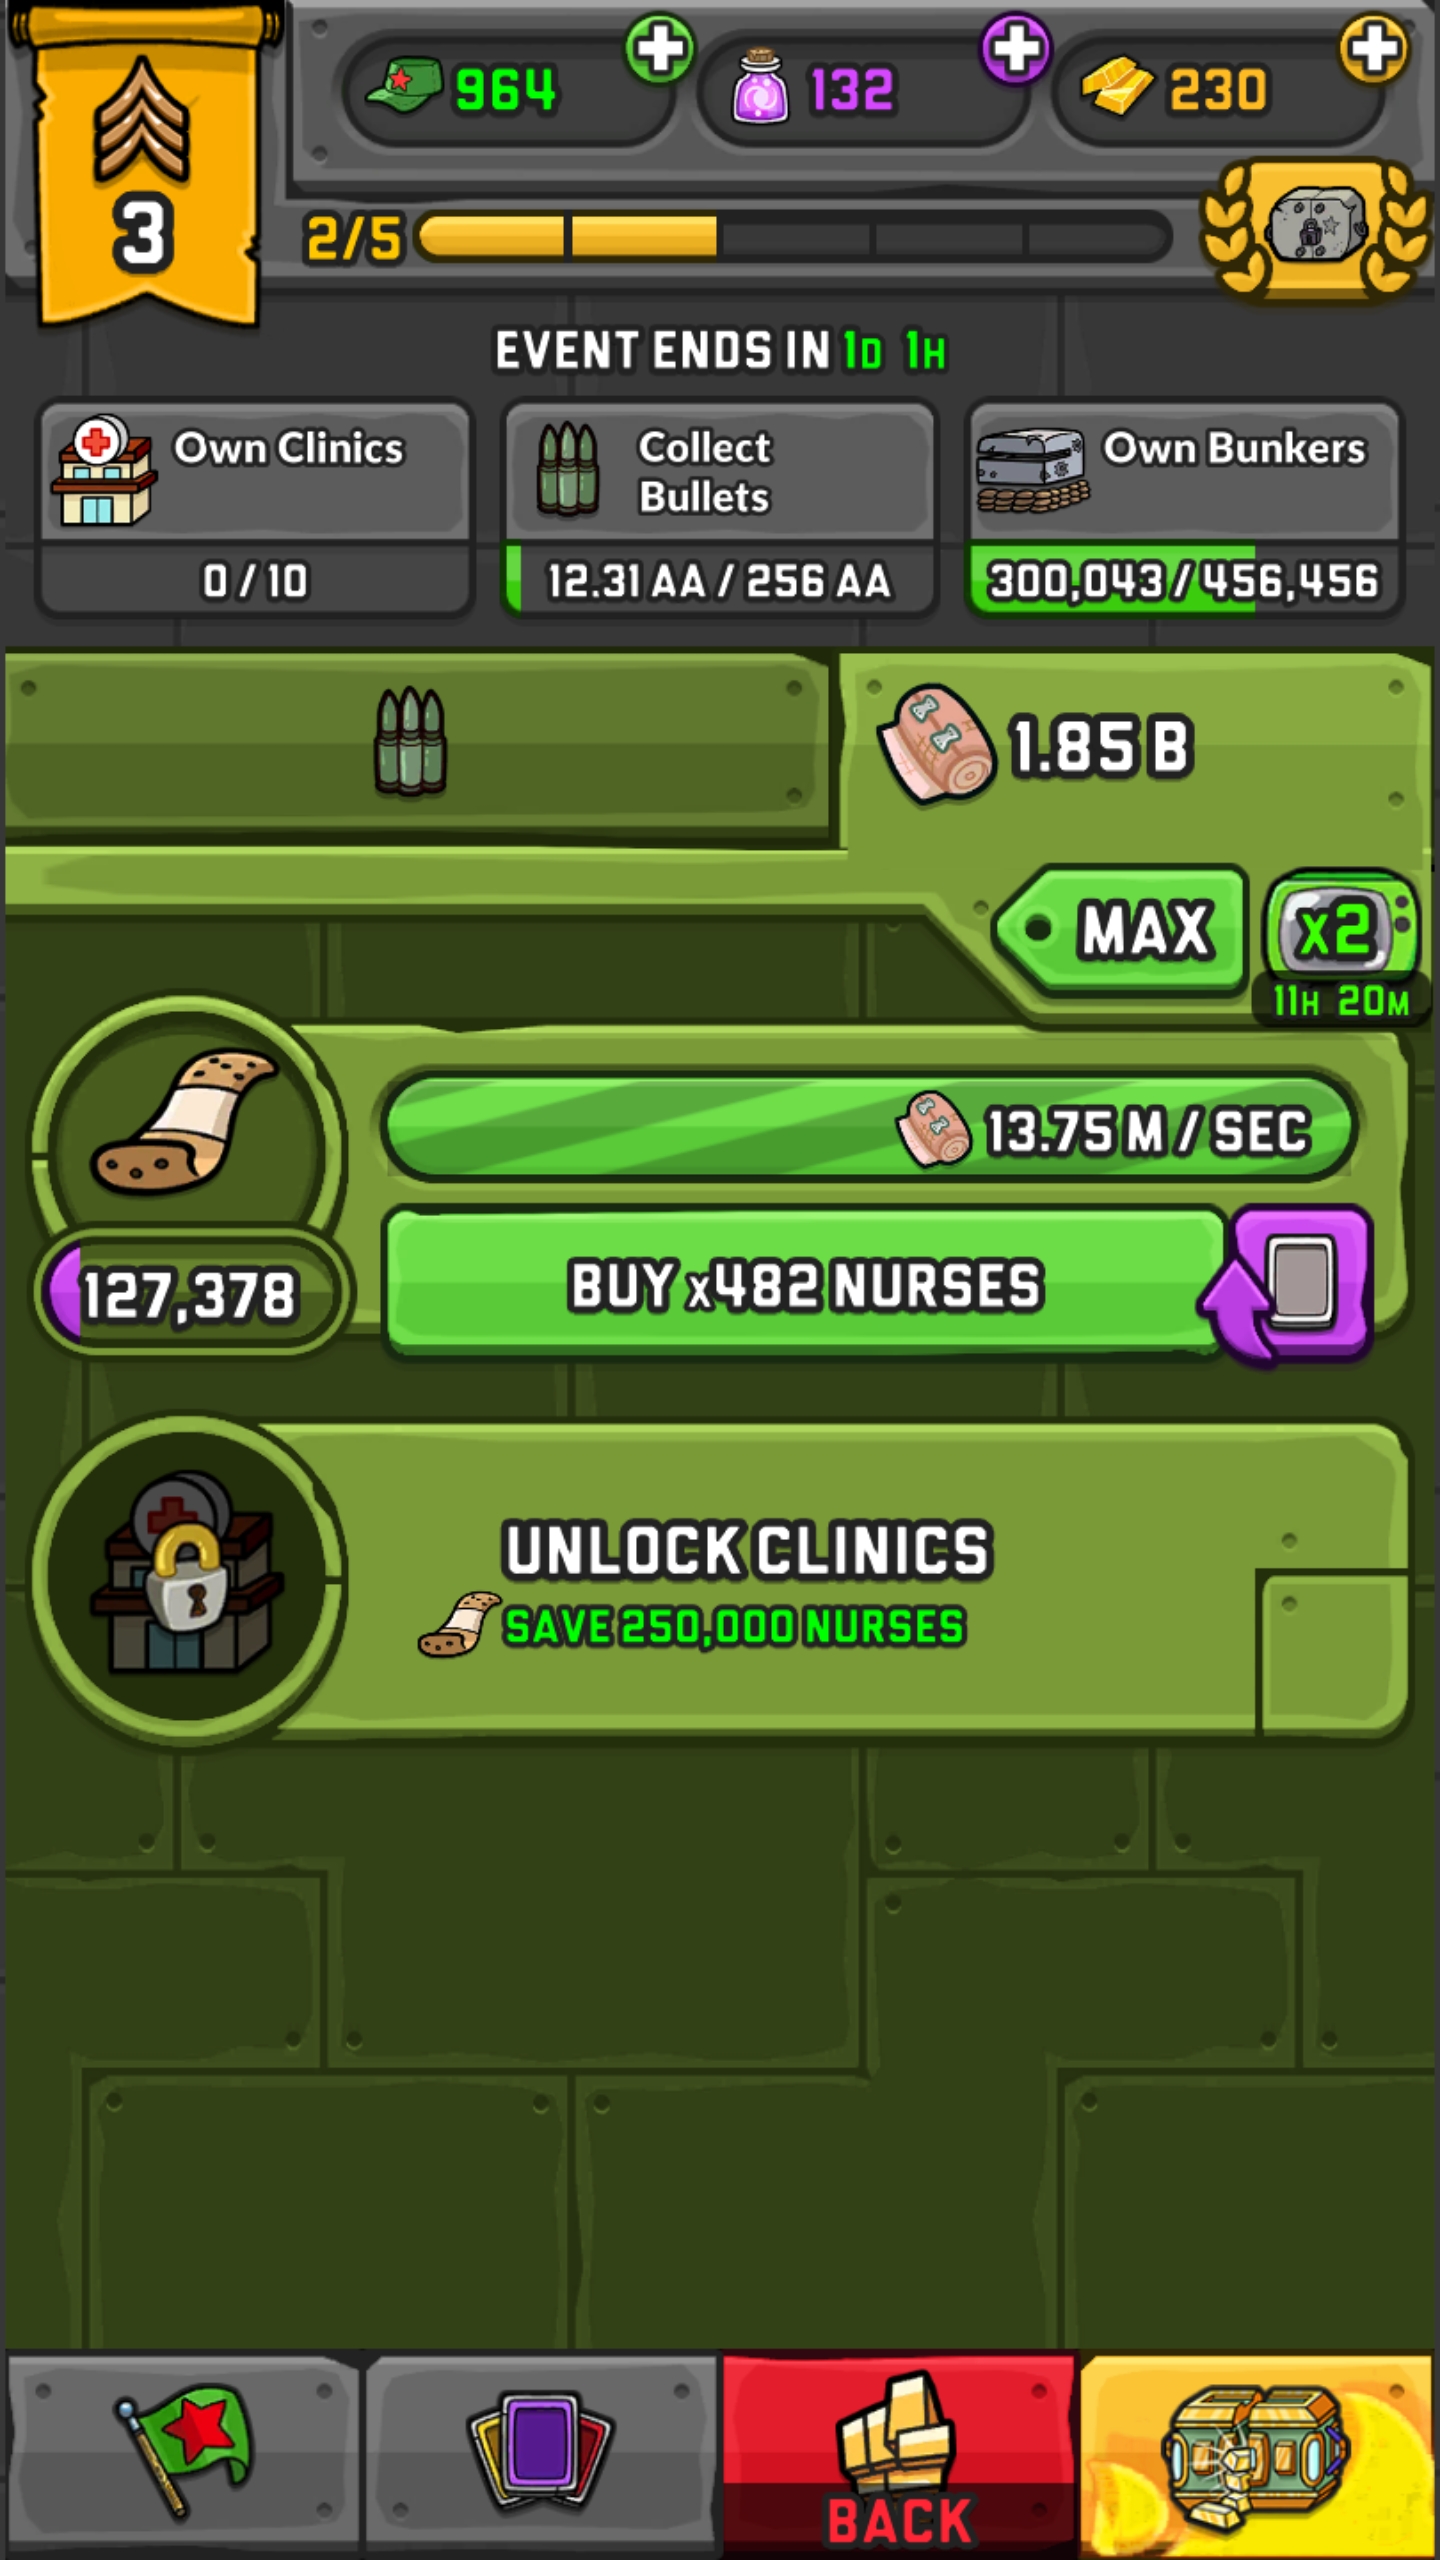 964
132
230
3
2/5
EVENT ENDS IN 1D 1H
Own Clinics
0 / 10
Collect
Bullets
12.31 AA / 256 AA
Own Bunkers
300,043 / 456,456
1.85 B
MAX
x2
11H 20M
13.75 M / SEC
127,378
BUY x482 NURSES
UNLOCK CLINICS
SAVE 250,000 NURSES
BACK